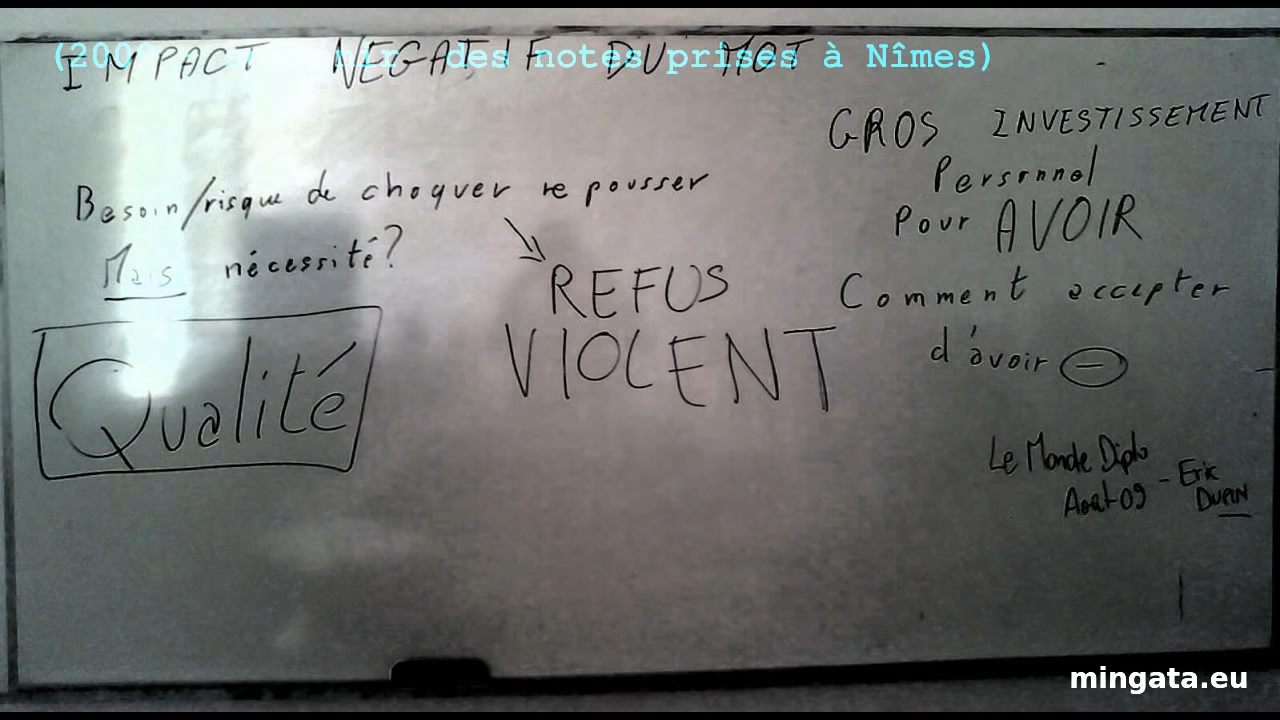 (200 des notes prises à Nîmes)
IMPACT NEGATIF DU MOT
GROS INVESTISSEMENT
Personnel
Pour AVOIR
Comment accepter
d'avoir ⊖
Besoin/risque de choquer repousser
Mais nécessité?
REFUS
VIOLENT
Qualité
Le Monde Diplo
Août-09 - Eric
DUPIN
mingata.eu